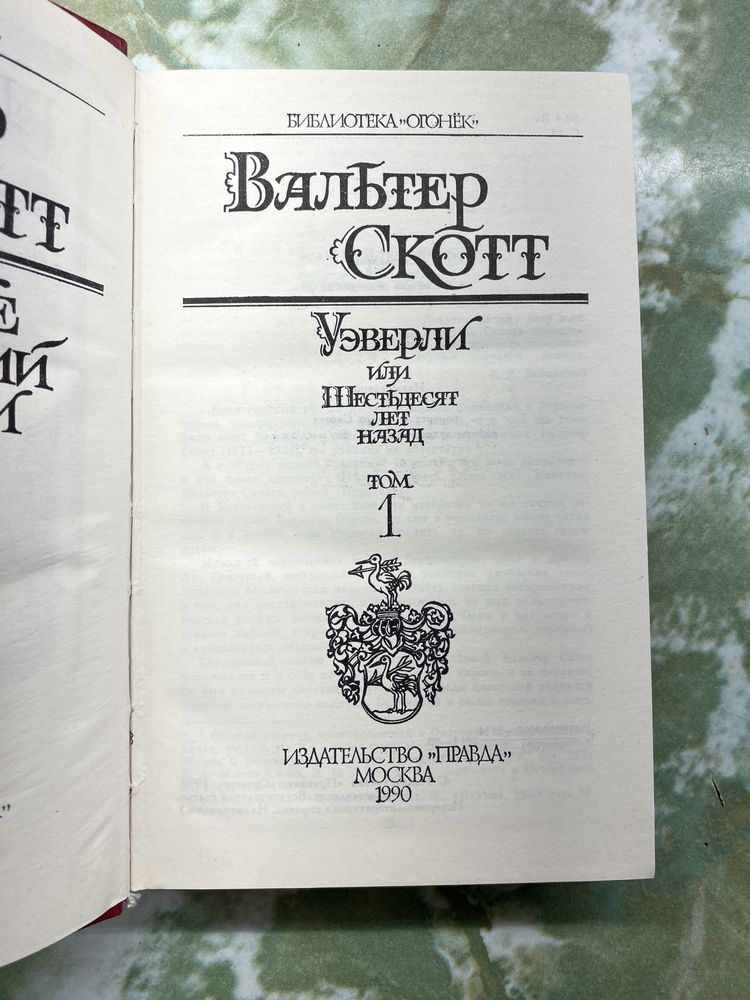 БИБЛИОТЕКА „ОГОНЁК“
ВАЛЬТЕР
СКОТТ
УЭВЕРЛИ
ИЛИ
ШЕСТЬДЕСЯТ
ЛЕТ
НАЗАД
ТОМ
1
ИЗДАТЕЛЬСТВО „ПРАВДА“
МОСКВА
1990